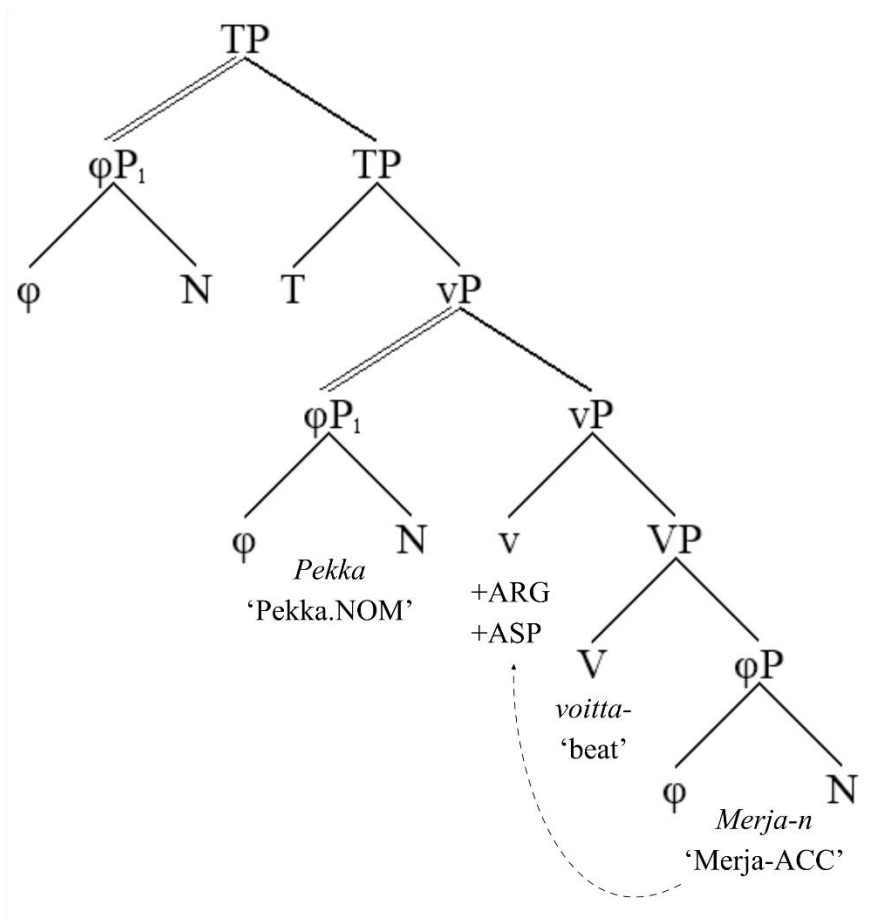 TP
φP₁ TP
φ N T vP
φP₁ vP
φ N v VP
Pekka
‘Pekka.NOM’
+ARG
+ASP
V φP
voitta-
‘beat’
φ N
Merja-n
‘Merja-ACC’